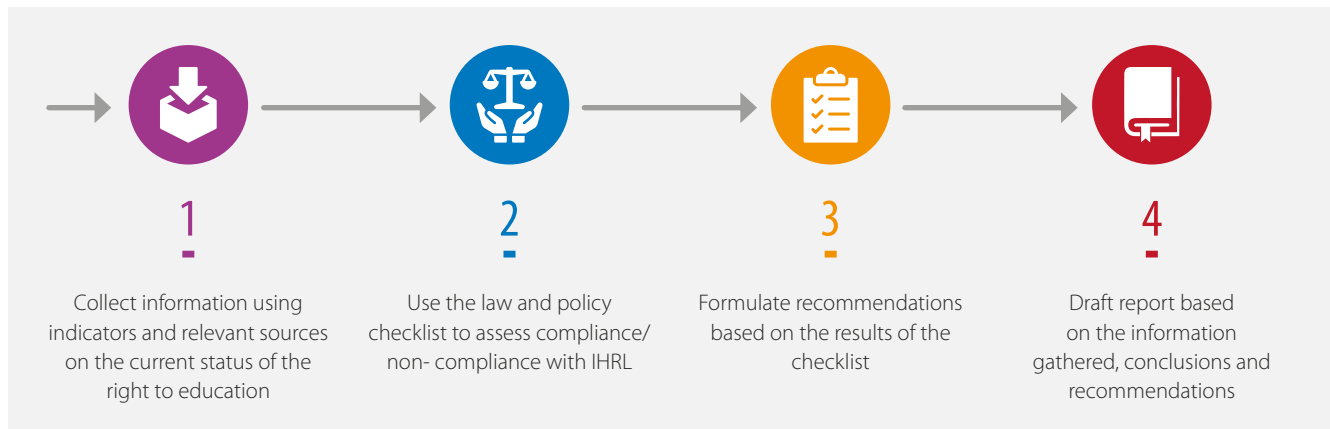 1
Collect information using
indicators and relevant sources
on the current status of the
right to education
2
Use the law and policy
checklist to assess compliance/
non- compliance with IHRL
3
Formulate recommendations
based on the results of the
checklist
4
Draft report based
on the information
gathered, conclusions and
recommendations